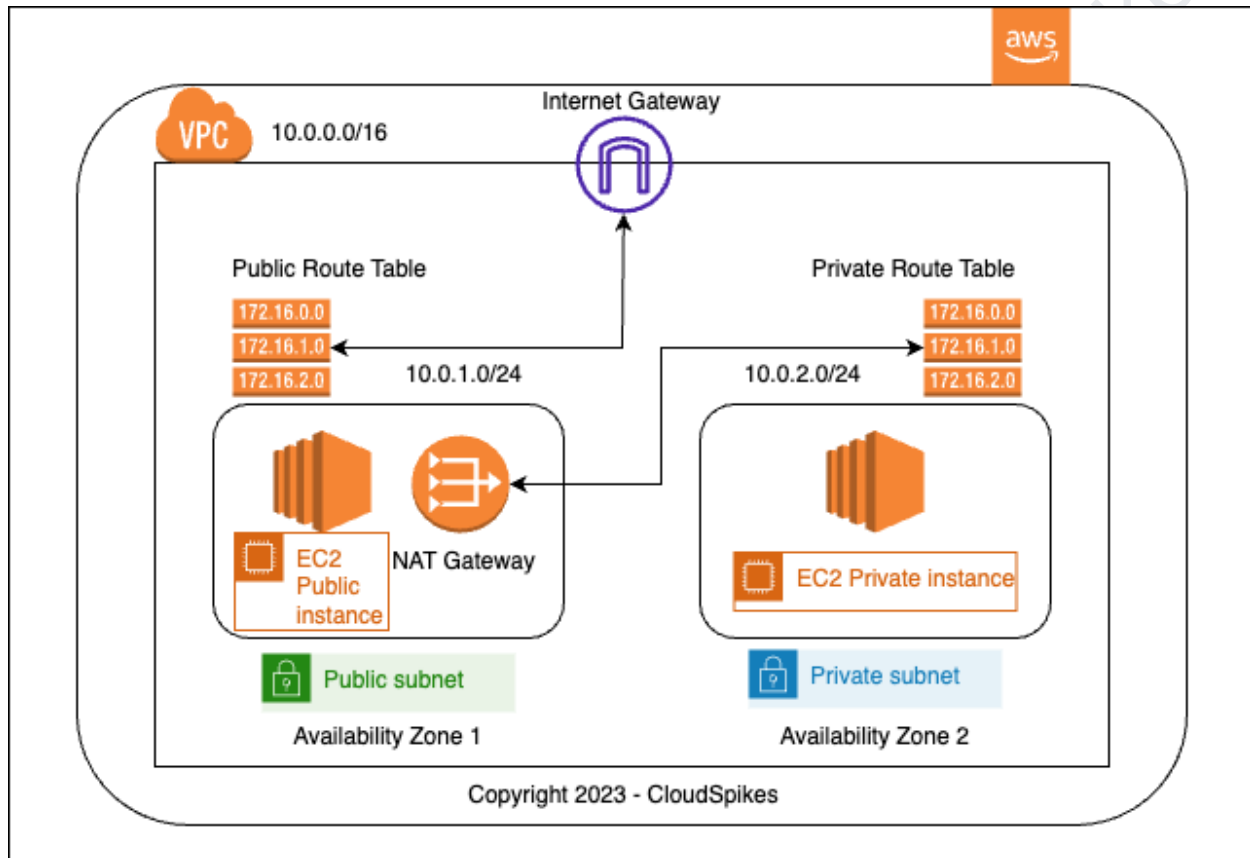 aws
Internet Gateway
VPC
10.0.0.0/16
Public Route Table
Private Route Table
172.16.0.0
172.16.1.0
172.16.2.0
172.16.0.0
172.16.1.0
172.16.2.0
10.0.1.0/24
10.0.2.0/24
EC2
Public
instance
NAT Gateway
EC2 Private instance
Public subnet
Private subnet
Availability Zone 1
Availability Zone 2
Copyright 2023 - CloudSpikes